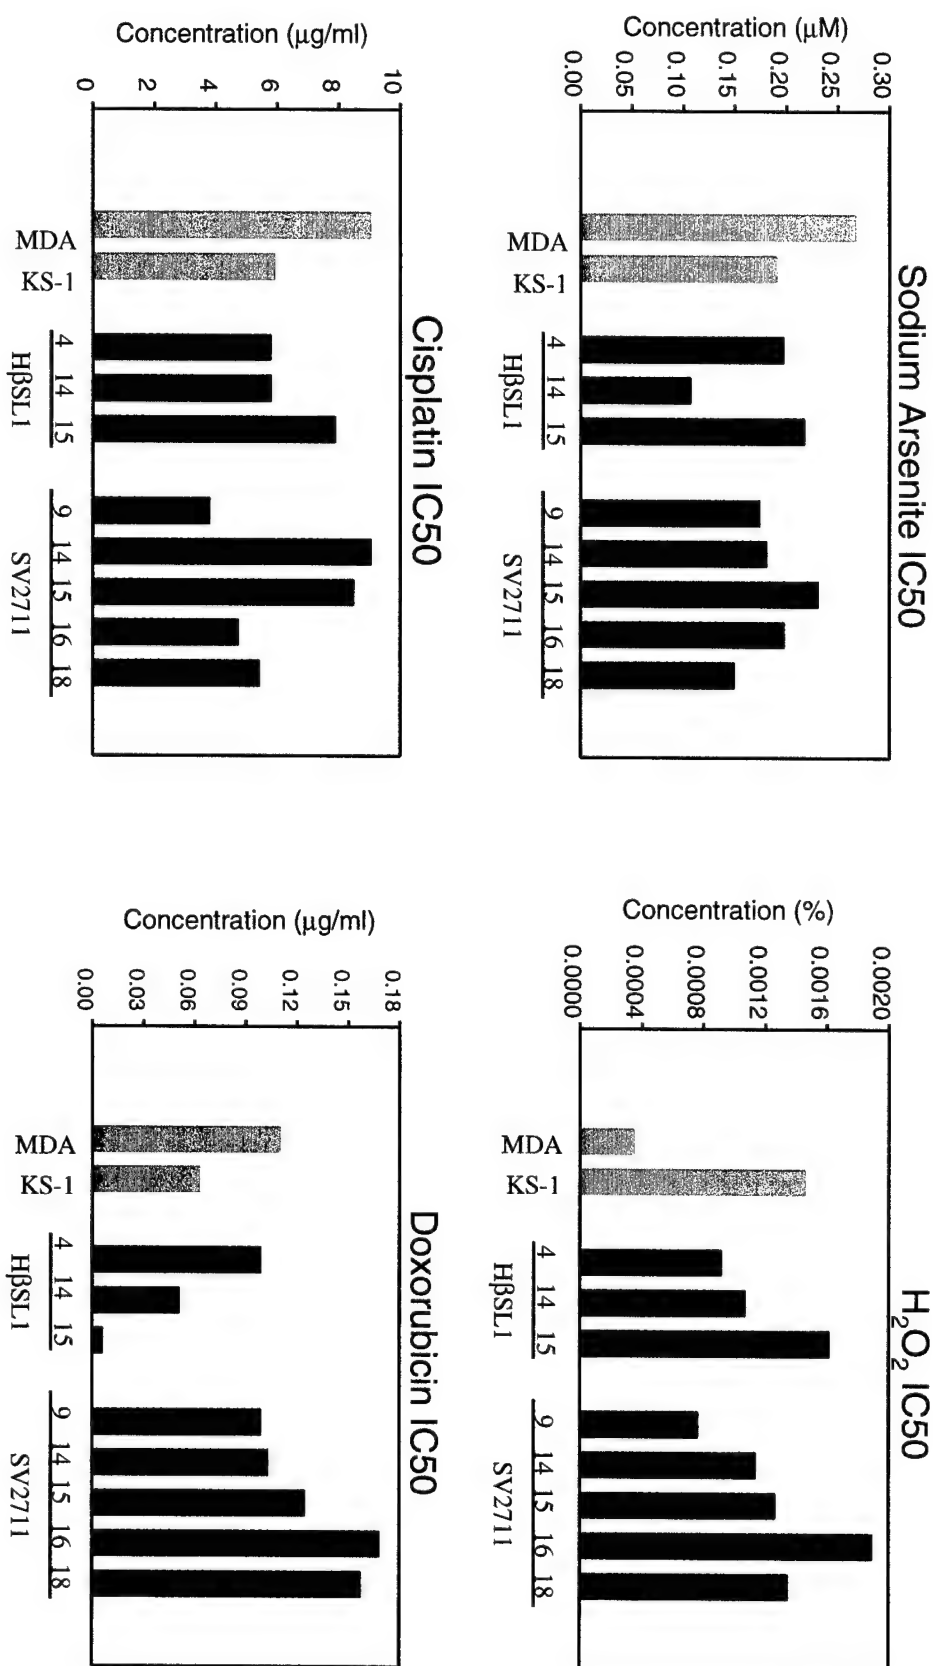 Sodium Arsenite IC50
Concentration (μM)
0.30
0.25
0.20
0.15
0.10
0.05
0.00
MDA
KS-1
4 14 15
HβSL1
9 14 15 16 18
SV2711
H₂O₂ IC50
Concentration (%)
0.0020
0.0016
0.0012
0.0008
0.0004
0.0000
MDA
KS-1
4 14 15
HβSL1
9 14 15 16 18
SV2711
Cisplatin IC50
Concentration (μg/ml)
10
8
6
4
2
0
MDA
KS-1
4 14 15
HβSL1
9 14 15 16 18
SV2711
Doxorubicin IC50
Concentration (μg/ml)
0.18
0.15
0.12
0.09
0.06
0.03
0.00
MDA
KS-1
4 14 15
HβSL1
9 14 15 16 18
SV2711